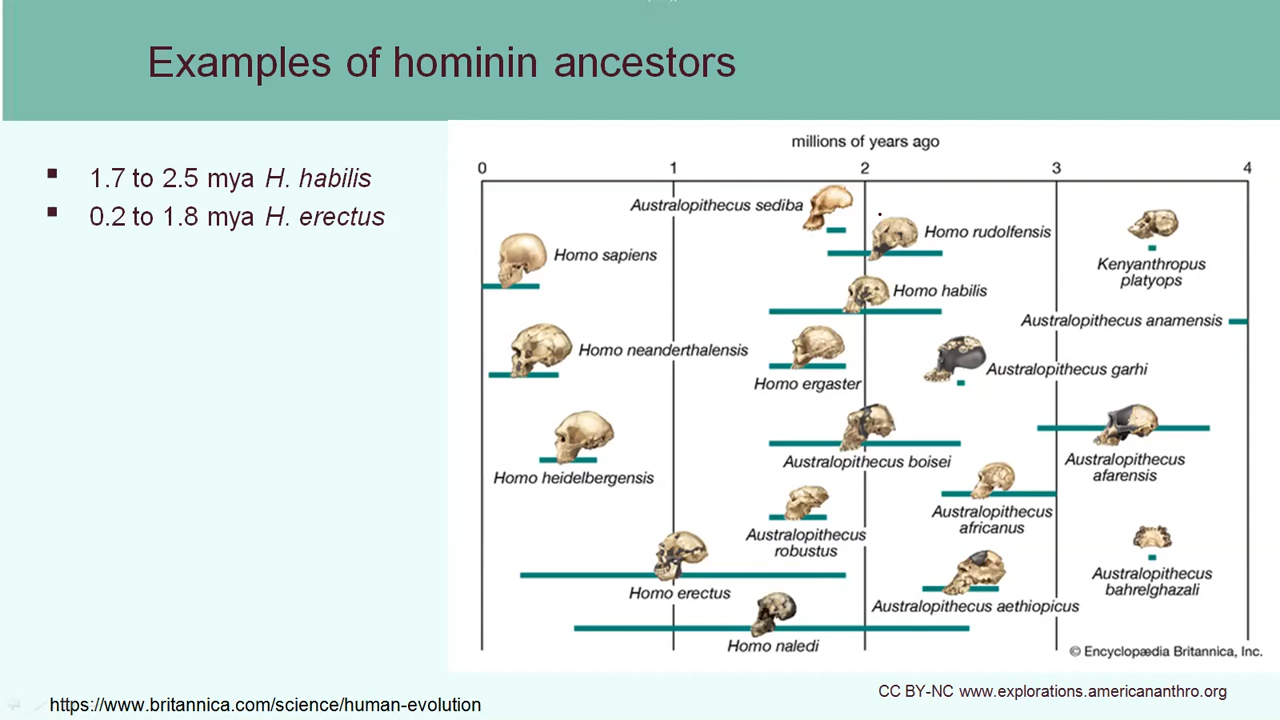 Examples of hominin ancestors
▪ 1.7 to 2.5 mya H. habilis
▪ 0.2 to 1.8 mya H. erectus
millions of years ago
0 1 2 3 4
Australopithecus sediba
Homo rudolfensis
Homo sapiens
Kenyanthropus
platyops
Homo habilis
Australopithecus anamensis
Homo neanderthalensis
Australopithecus garhi
Homo ergaster
Australopithecus boisei
Australopithecus
afarensis
Homo heidelbergensis
Australopithecus
africanus
Australopithecus
robustus
Australopithecus
bahrelghazali
Homo erectus
Australopithecus aethiopicus
Homo naledi
© Encyclopædia Britannica, Inc.
CC BY-NC www.explorations.americananthro.org
https://www.britannica.com/science/human-evolution